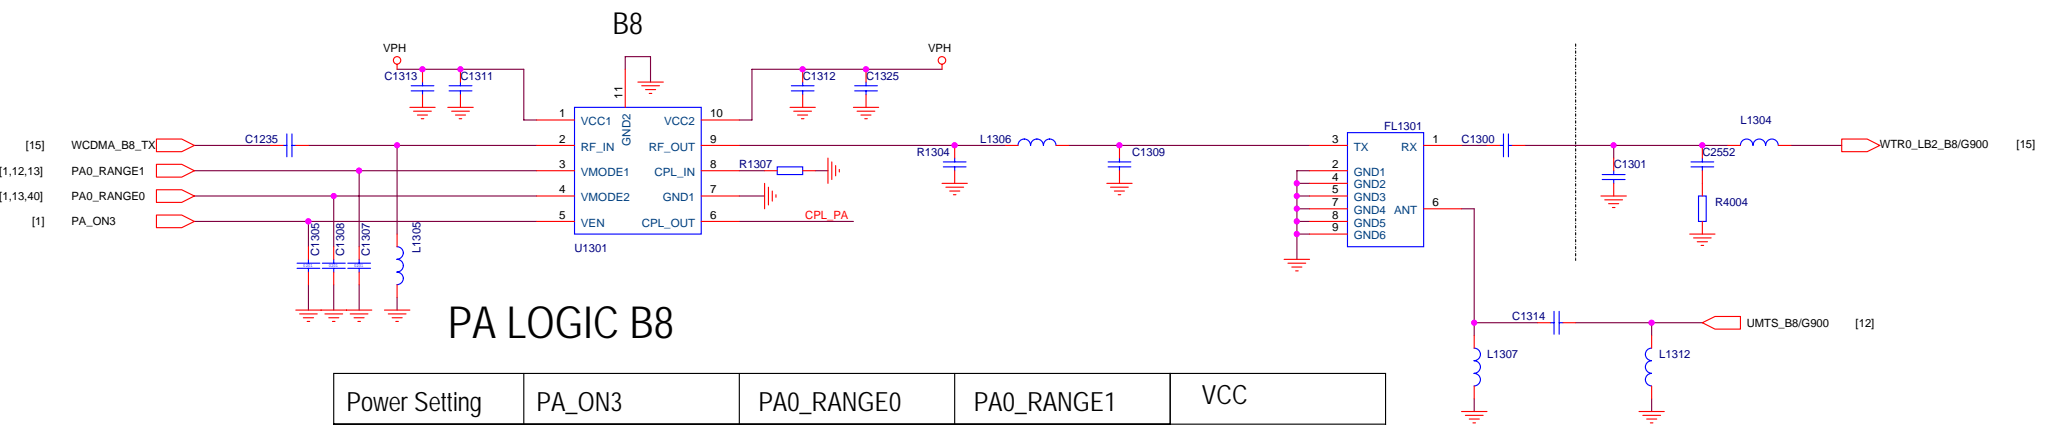 B8
VPH
VPH
C1313
C1311
C1312
C1325
11
1
10
VCC1
VCC2
GND2
FL1301
L1304
[15]
WCDMA_B8_TX
C1235
2
RF_IN
RF_OUT
9
L1306
3
TX
RX
1
C1300
WTR0_LB2_B8/G900
[15]
R1304
C1309
C1301
C2552
[1,12,13]
PA0_RANGE1
3
VMODE1
CPL_IN
8
R1307
2
GND1
4
GND2
[1,13,40]
PA0_RANGE0
4
VMODE2
GND1
7
5
GND3
R4004
7
GND4
ANT
6
[1]
PA_ON3
5
VEN
CPL_OUT
6
CPL_PA
8
GND5
9
GND6
C1305
C1308
C1307
L1305
U1301
PA LOGIC B8
C1314
UMTS_B8/G900
[12]
L1307
L1312
Power Setting
PA_ON3
PA0_RANGE0
PA0_RANGE1
VCC